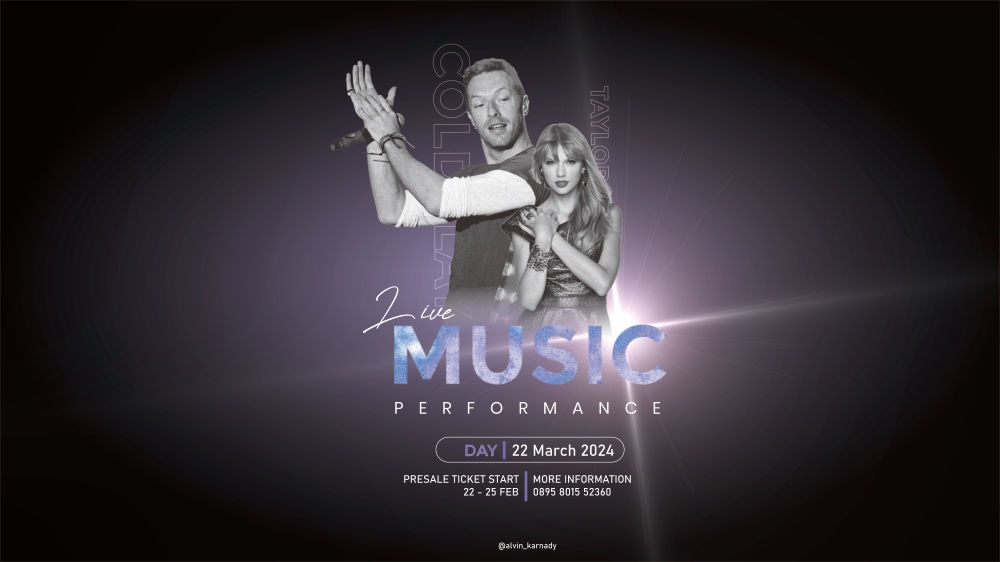 COLDPLAY
TAYLOR
Live
MUSIC
PERFORMANCE
DAY | 22 March 2024
PRESALE TICKET START
22 - 25 FEB
MORE INFORMATION
0895 8015 52360
@alvin_karnady